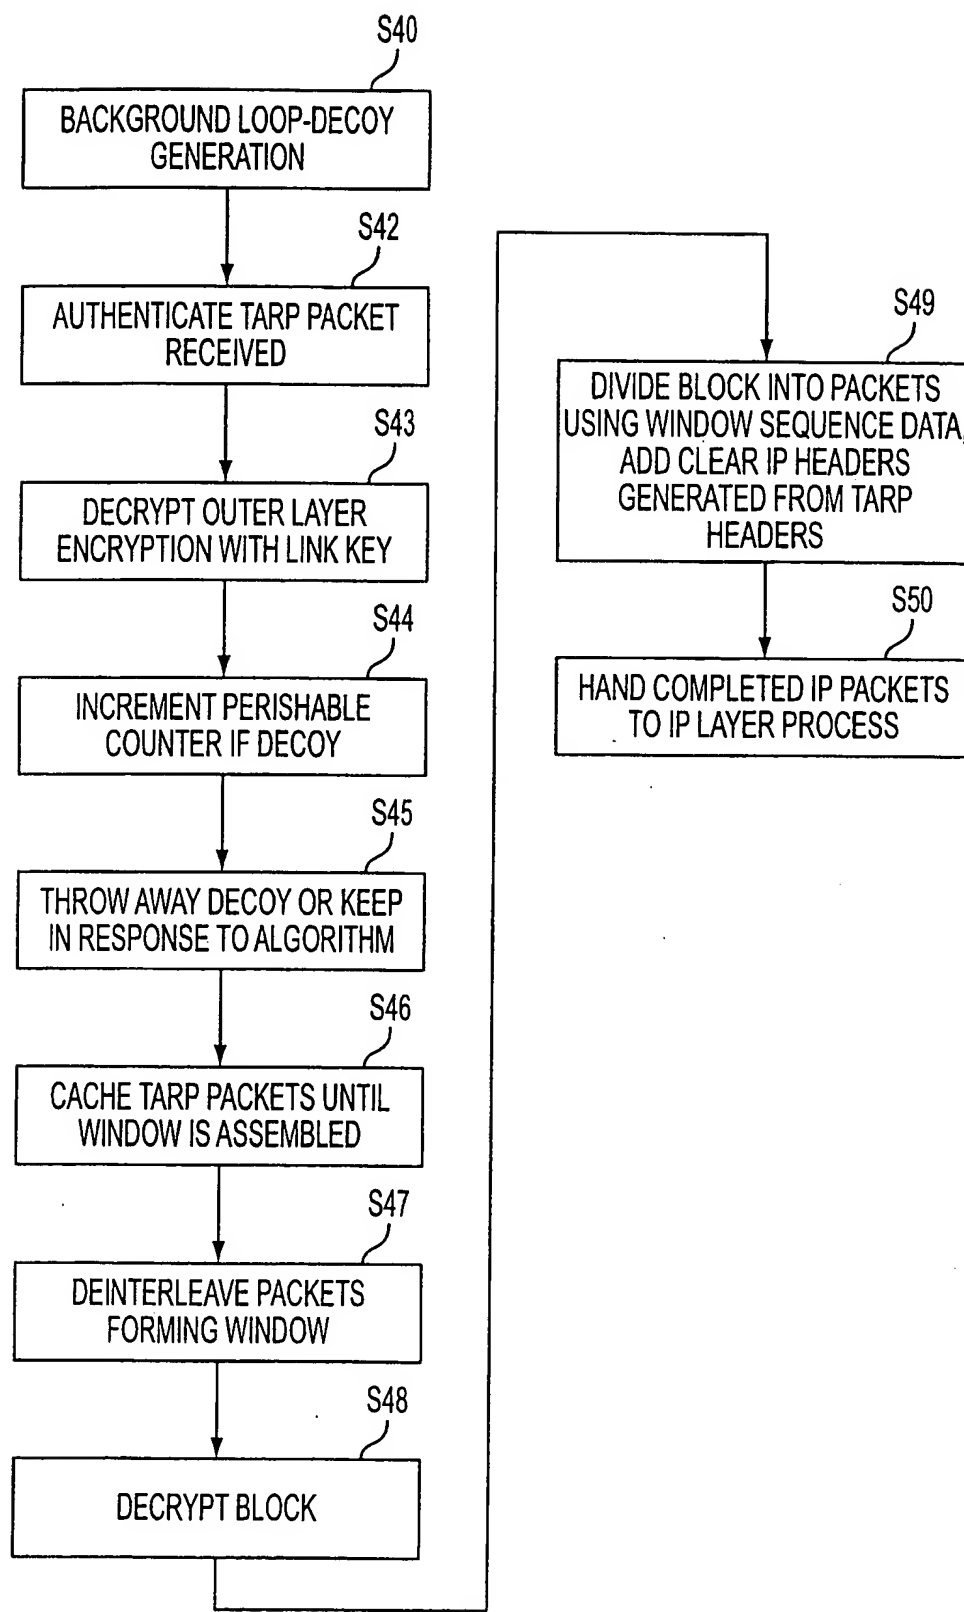 S40
BACKGROUND LOOP-DECOY
GENERATION
S42
AUTHENTICATE TARP PACKET
RECEIVED
S43
DECRYPT OUTER LAYER
ENCRYPTION WITH LINK KEY
S44
INCREMENT PERISHABLE
COUNTER IF DECOY
S45
THROW AWAY DECOY OR KEEP
IN RESPONSE TO ALGORITHM
S46
CACHE TARP PACKETS UNTIL
WINDOW IS ASSEMBLED
S47
DEINTERLEAVE PACKETS
FORMING WINDOW
S48
DECRYPT BLOCK
S49
DIVIDE BLOCK INTO PACKETS
USING WINDOW SEQUENCE DATA,
ADD CLEAR IP HEADERS
GENERATED FROM TARP
HEADERS
S50
HAND COMPLETED IP PACKETS
TO IP LAYER PROCESS